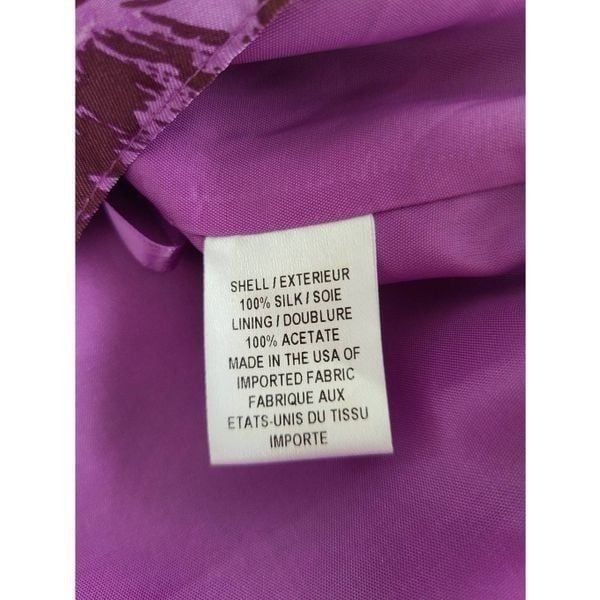 SHELL / EXTERIEUR
100% SILK / SOIE
LINING / DOUBLURE
100% ACETATE
MADE IN THE USA OF
IMPORTED FABRIC
FABRIQUE AUX
ETATS-UNIS DU TISSU
IMPORTE